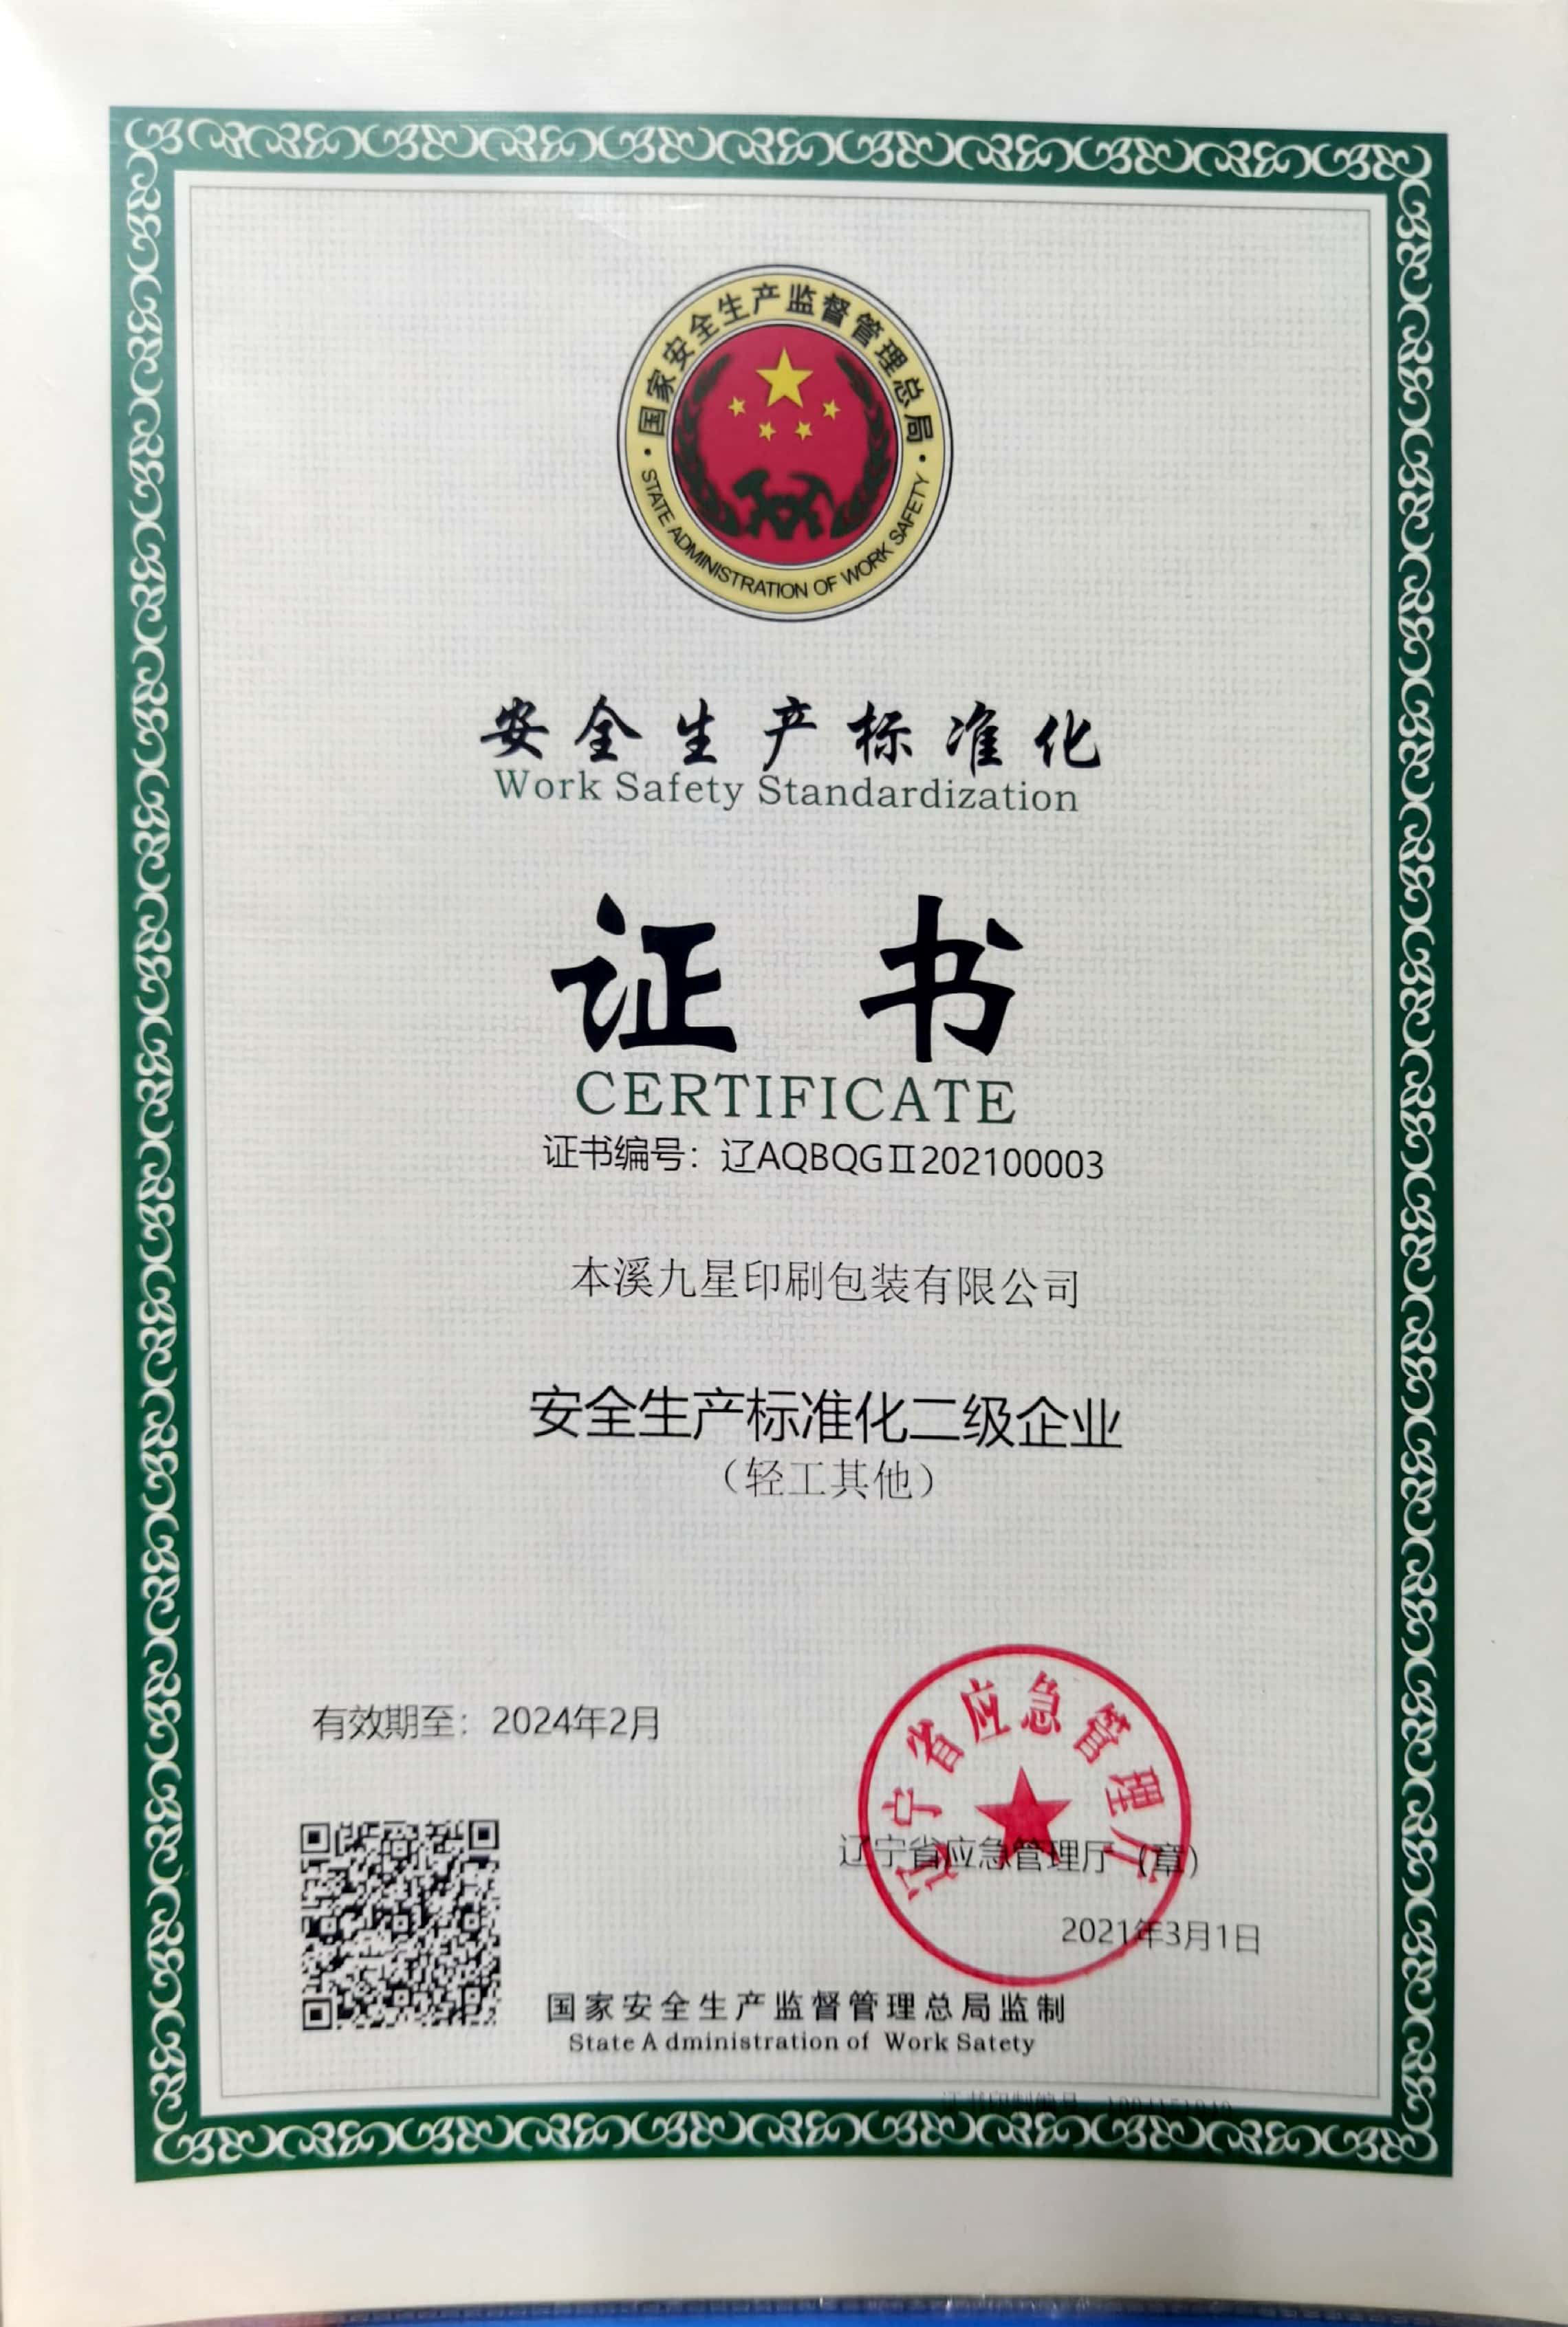 国家安全生产监督管理总局
STATE ADMINISTRATION OF WORK SAFETY
安全生产标准化
Work Safety Standardization
证书
CERTIFICATE
证书编号：辽AQBQGⅡ202100003
本溪九星印刷包装有限公司
安全生产标准化二级企业
（轻工其他）
有效期至：2024年2月
辽宁省应急管理厅
辽宁省应急管理厅（章）
2021年3月1日
国家安全生产监督管理总局监制
State A dministration of Work Satety
证书印制编号